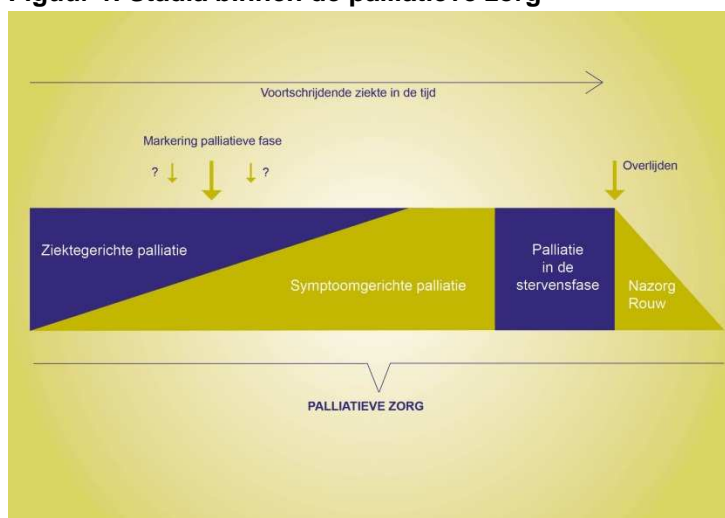 Figuur 1. Stadia binnen de palliatieve zorg
Voortschrijdende ziekte in de tijd
Markering palliatieve fase
? ?
Overlijden
Ziektegerichte palliatie
Symptoomgerichte palliatie
Palliatie
in de
stervensfase
Nazorg
Rouw
PALLIATIEVE ZORG